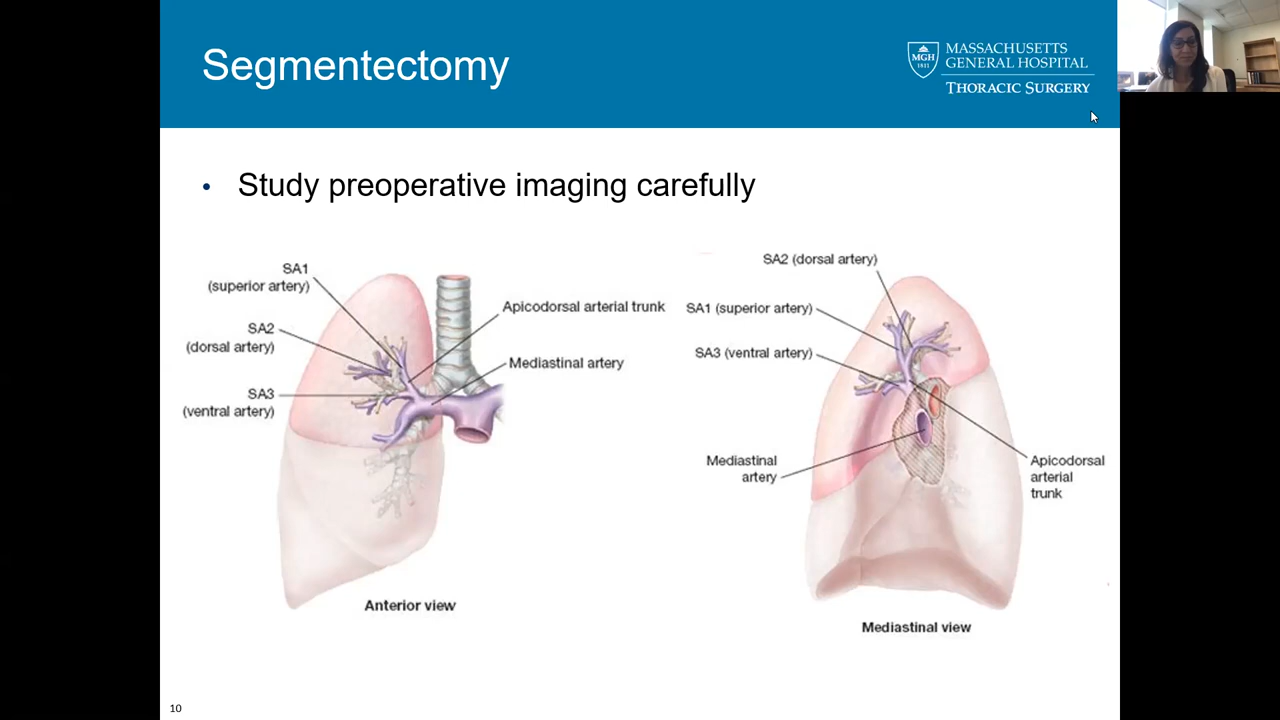 Segmentectomy
MGH
1811
MASSACHUSETTS
GENERAL HOSPITAL
THORACIC SURGERY
• Study preoperative imaging carefully
SA1
(superior artery)
SA2
(dorsal artery)
SA3
(ventral artery)
Apicodorsal arterial trunk
Mediastinal artery
Anterior view
SA2 (dorsal artery)
SA1 (superior artery)
SA3 (ventral artery)
Mediastinal
artery
Apicodorsal
arterial
trunk
Mediastinal view
10